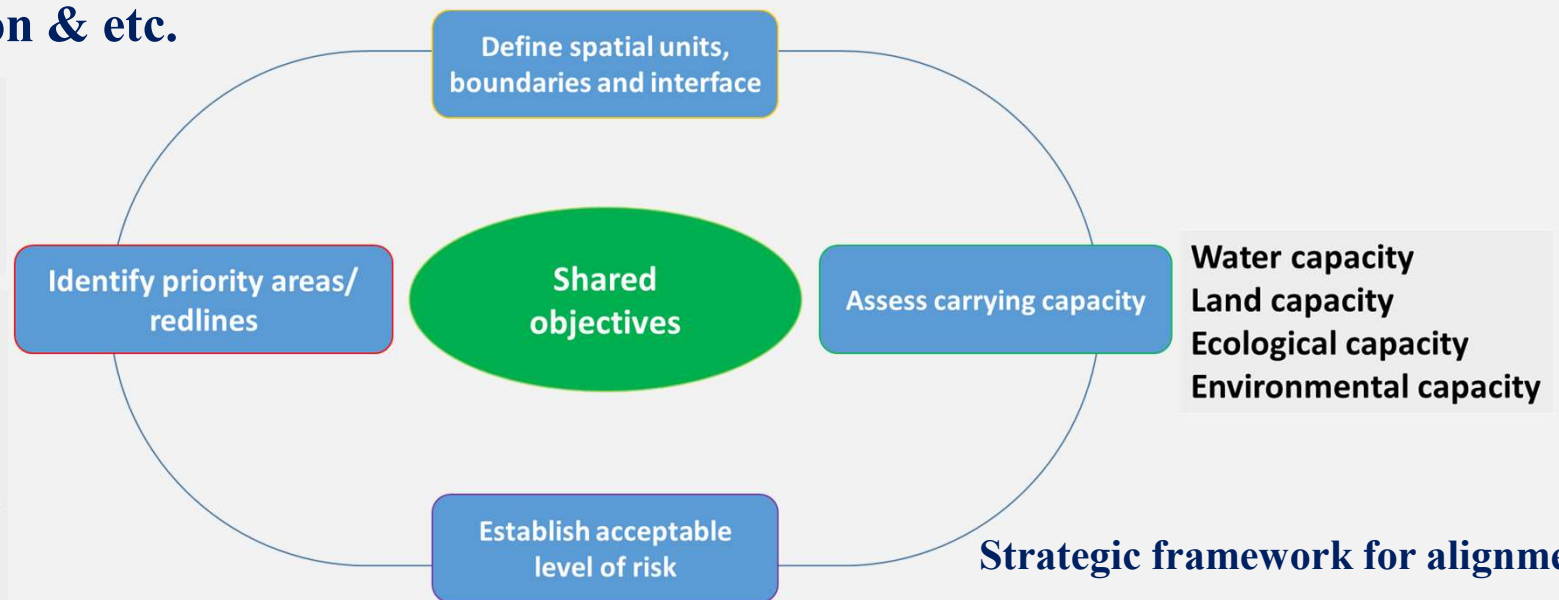 on & etc.
Define spatial units,
boundaries and interface
Identify priority areas/
redlines
Shared
objectives
Assess carrying capacity
Water capacity
Land capacity
Ecological capacity
Environmental capacity
Establish acceptable
level of risk
Strategic framework for alignme